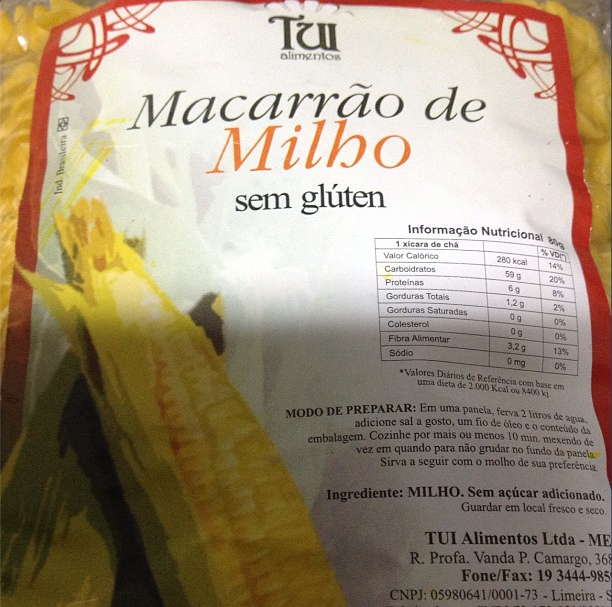 TUI
alimentos
Macarrão de
Milho
sem glúten
Ind. Brasileira
Informação Nutricional 80g
1 xicara de chá % VD(*)
Valor Calórico 280 kcal 14%
Carboidratos 59 g 20%
Proteínas 6 g 8%
Gorduras Totais 1,2 g 2%
Gorduras Saturadas 0 g 0%
Colesterol 0 g 0%
Fibra Alimentar 3,2 g 13%
Sódio 0 mg 0%
*Valores Diários de Referência com base em
uma dieta de 2.000 Kcal ou 8400 kj
MODO DE PREPARAR: Em uma panela, ferva 2 litros de agua,
adicione sal a gosto, um fio de óleo e o conteúdo da
embalagem. Cozinhe por mais ou menos 10 min. mexendo de
vez em quando para não grudar no fundo da panela.
Sirva a seguir com o molho de sua preferência.
Ingrediente: MILHO. Sem açúcar adicionado.
Guardar em local fresco e seco.
TUI Alimentos Ltda - ME
R. Profa. Vanda P. Camargo, 368
Fone/Fax: 19 3444-985
CNPJ: 05980641/0001-73 - Limeira - S